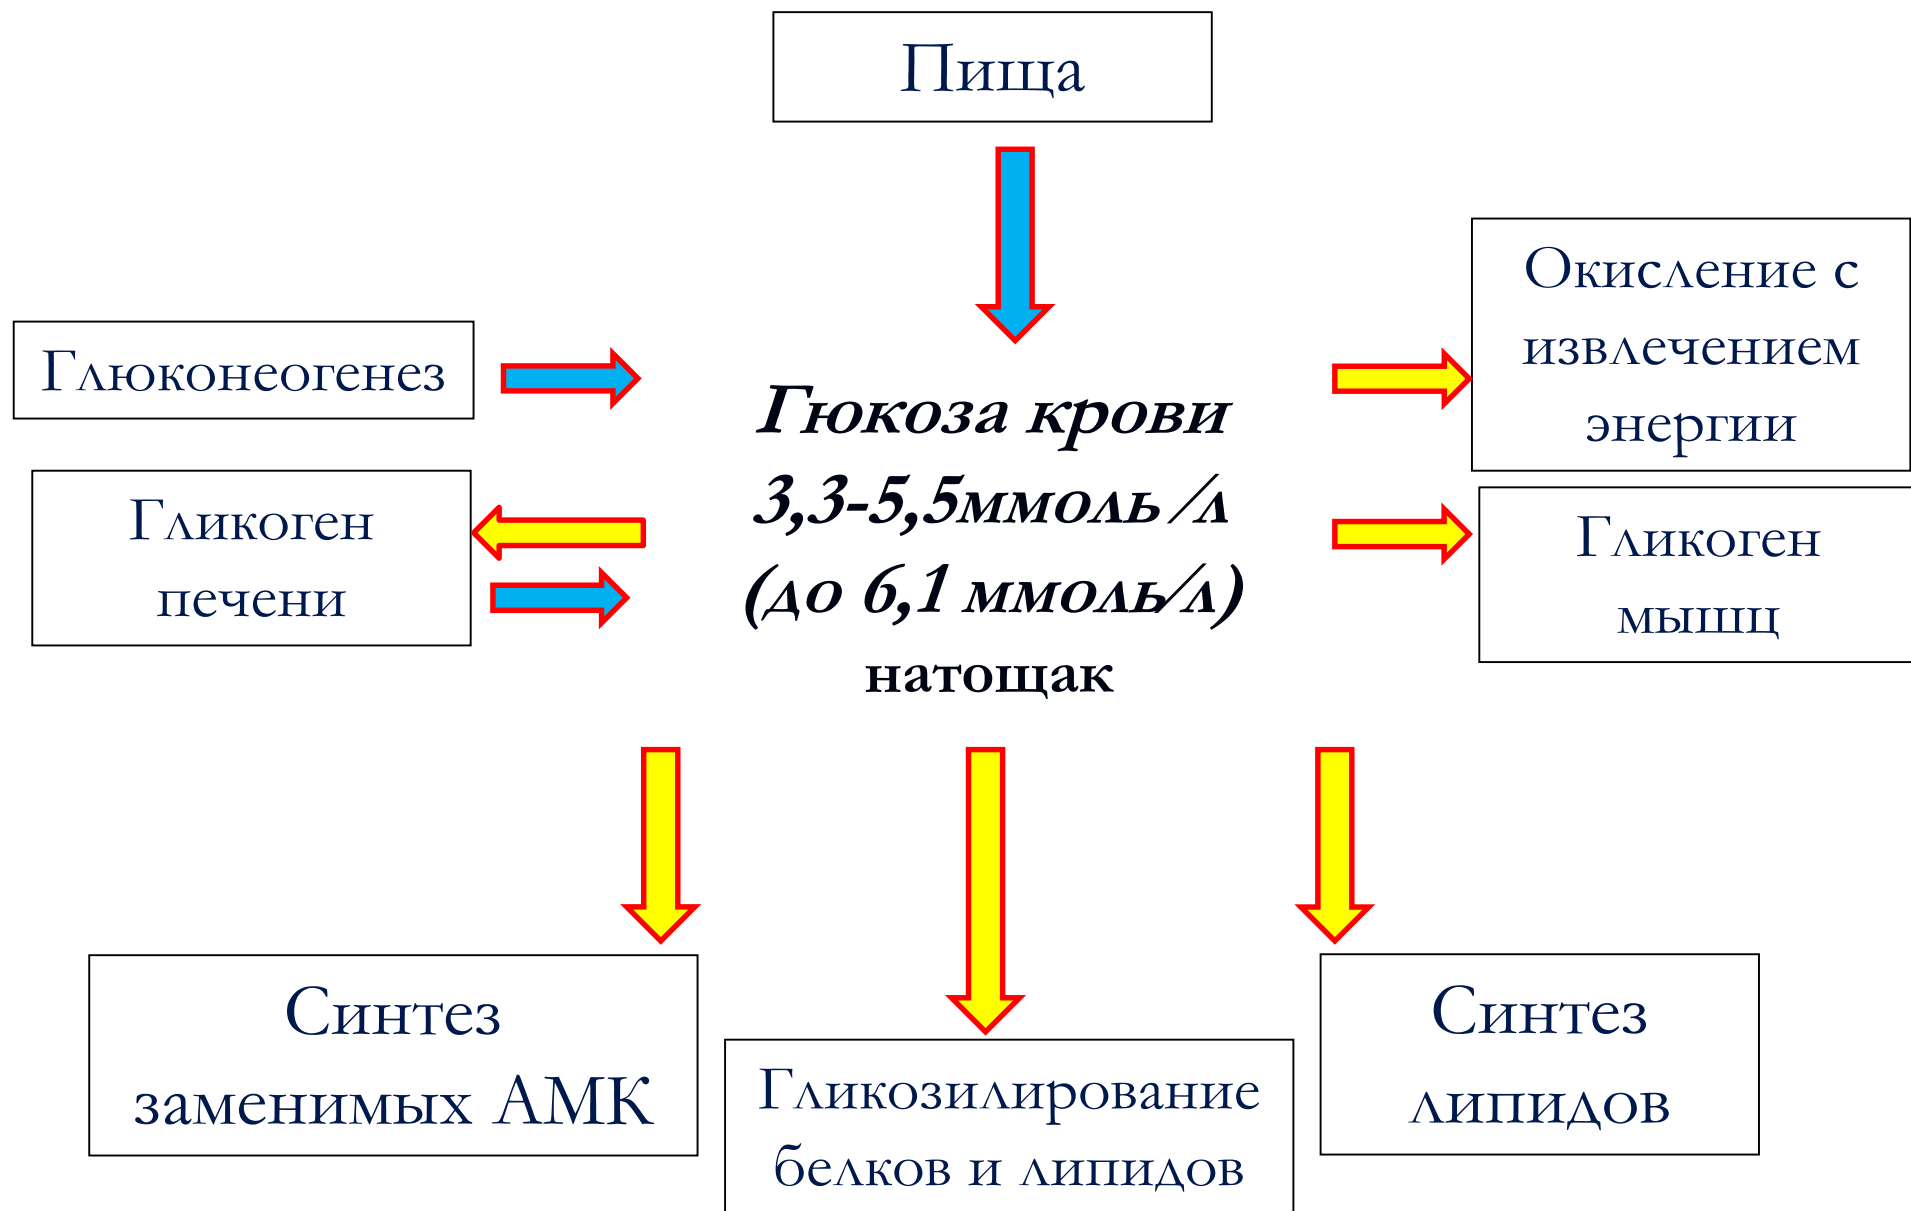 Пища
Окисление с
извлечением
энергии
Глюконеогенез
Гюкоза крови
3,3-5,5ммоль/л
(до 6,1 ммоль/л)
натощак
Гликоген
печени
Гликоген
мышц
Синтез
заменимых АМК
Гликозилирование
белков и липидов
Синтез
липидов